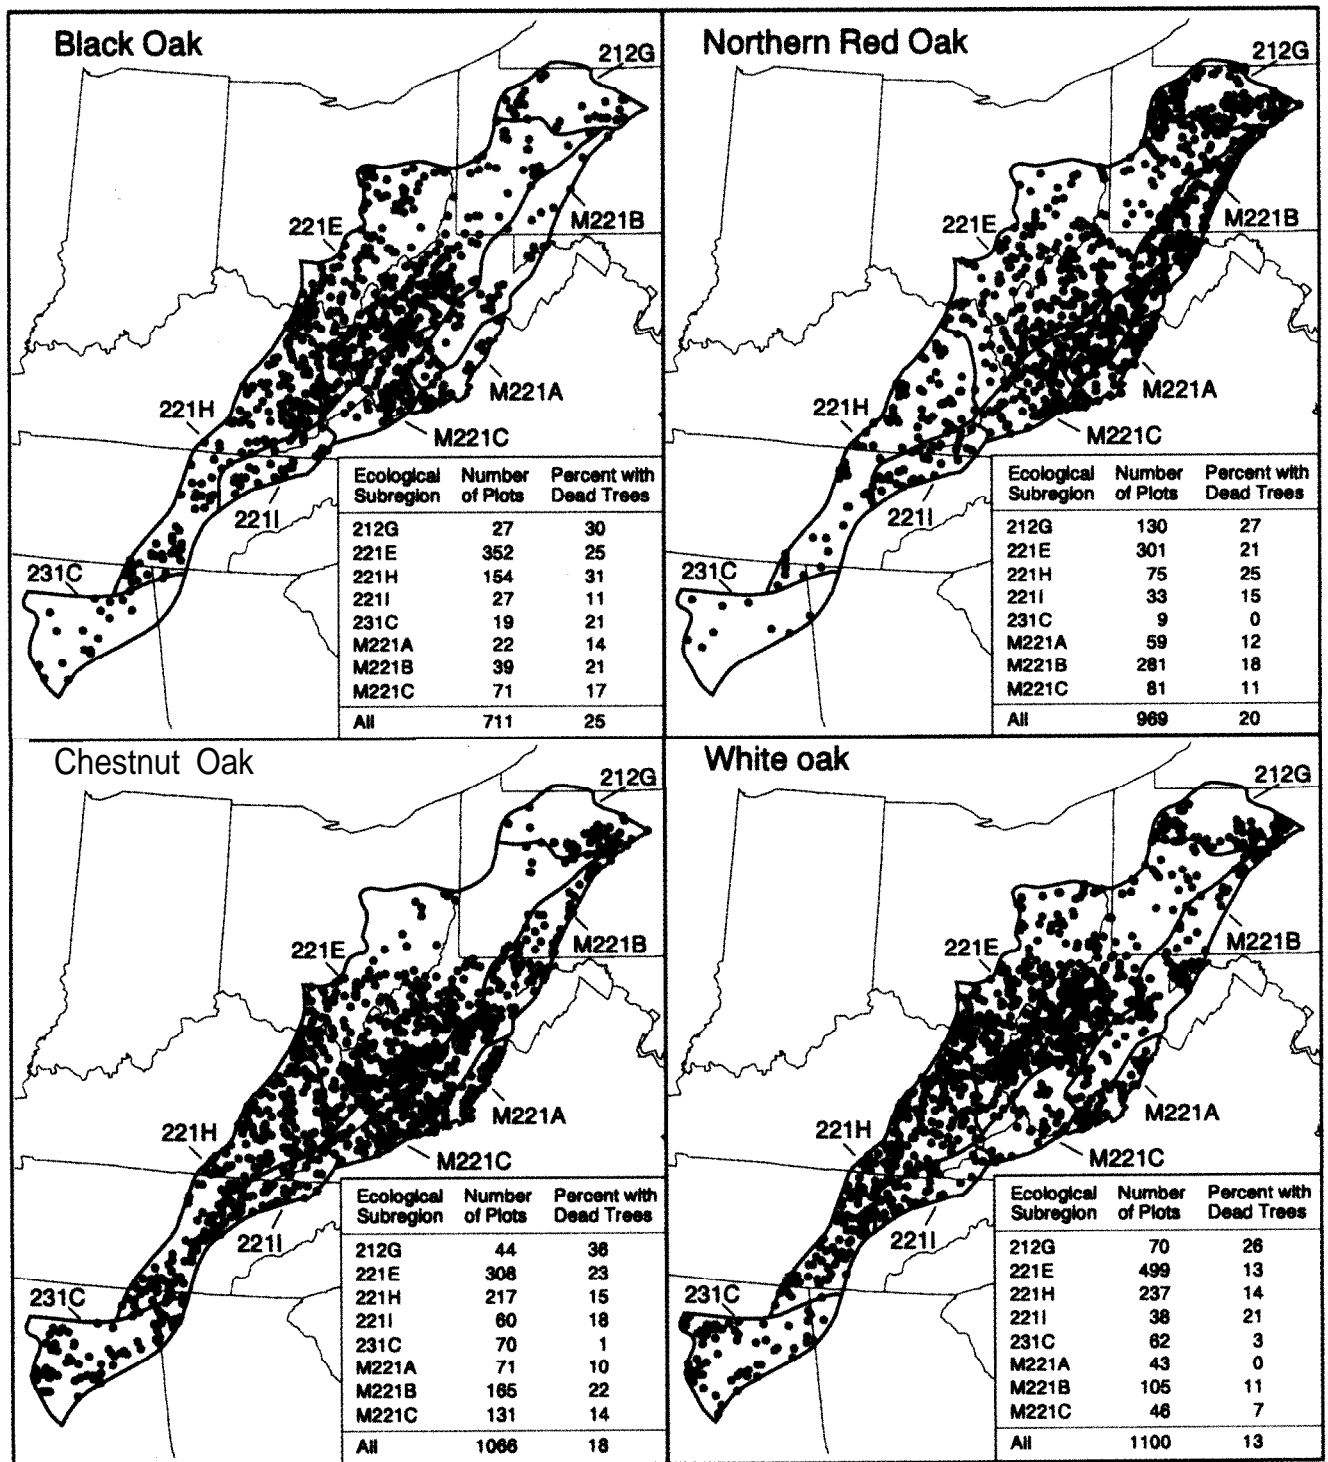 Black Oak
212G
M221B
221E
M221A
221H
M221C
221I
231C
Ecological Number Percent with
Subregion of Plots Dead Trees
212G 27 30
221E 352 25
221H 154 31
221I 27 11
231C 19 21
M221A 22 14
M221B 39 21
M221C 71 17
All 711 25
Northern Red Oak
212G
M221B
221E
M221A
221H
M221C
221I
231C
Ecological Number Percent with
Subregion of Plots Dead Trees
212G 130 27
221E 301 21
221H 75 25
221I 33 15
231C 9 0
M221A 59 12
M221B 281 18
M221C 81 11
All 969 20
Chestnut Oak
212G
M221B
221E
M221A
221H
M221C
221I
231C
Ecological Number Percent with
Subregion of Plots Dead Trees
212G 44 36
221E 308 23
221H 217 15
221I 60 18
231C 70 1
M221A 71 10
M221B 165 22
M221C 131 14
All 1066 18
White oak
212G
M221B
221E
M221A
221H
M221C
221I
231C
Ecological Number Percent with
Subregion of Plots Dead Trees
212G 70 26
221E 499 13
221H 237 14
221I 38 21
231C 62 3
M221A 43 0
M221B 105 11
M221C 46 7
All 1100 13